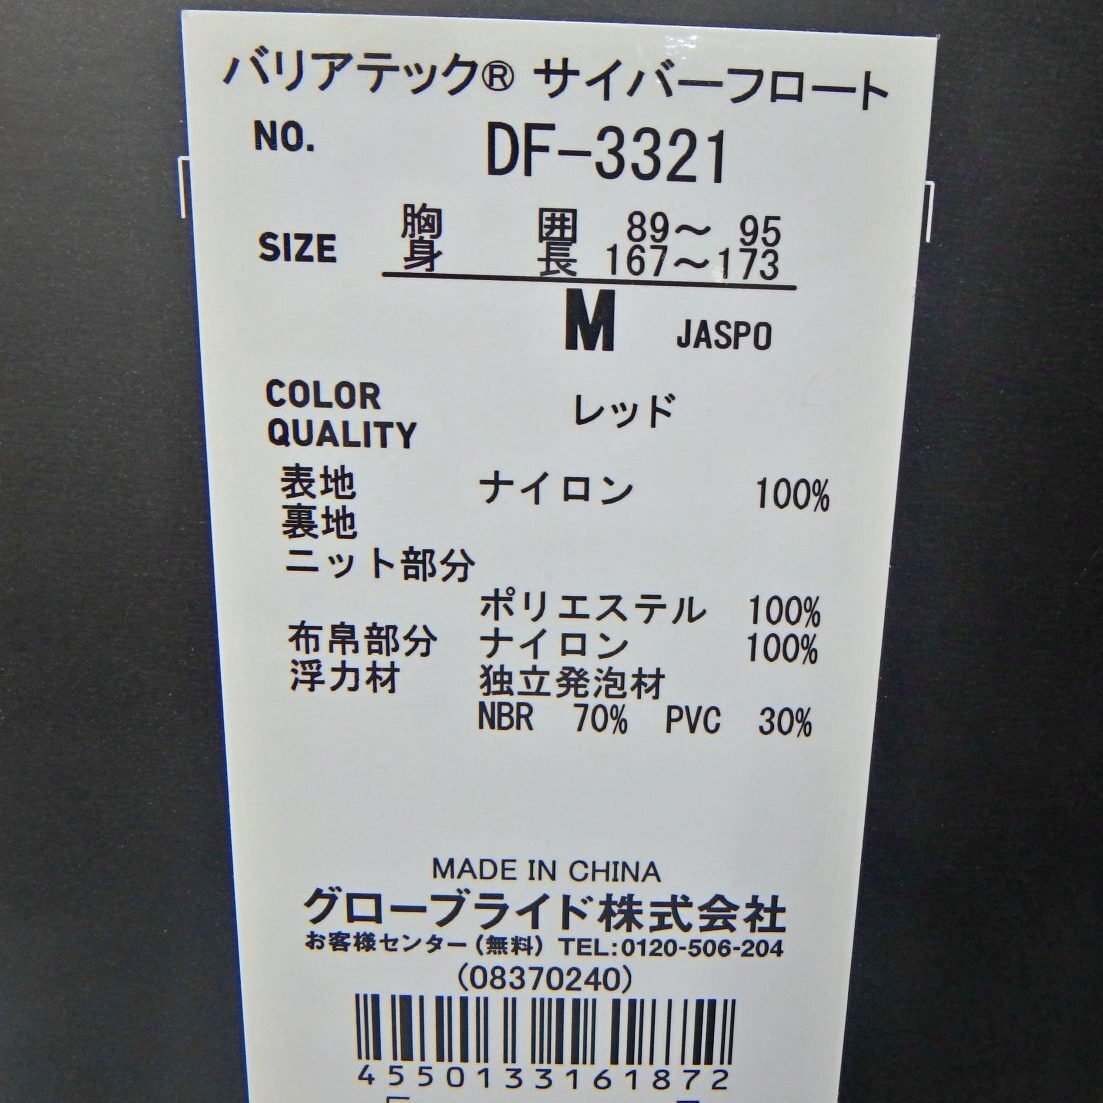 バリアテック® サイバーフロート
NO. DF-3321
胸 囲 89～ 95
SIZE 身 長 167～173
M JASPO
COLOR レッド
QUALITY
表地 ナイロン 100%
裏地
ニット部分
ポリエステル 100%
布帛部分 ナイロン 100%
浮力材 独立発泡材
NBR 70% PVC 30%
MADE IN CHINA
グローブライド株式会社
お客様センター(無料) TEL:0120-506-204
(08370240)
4550133161872